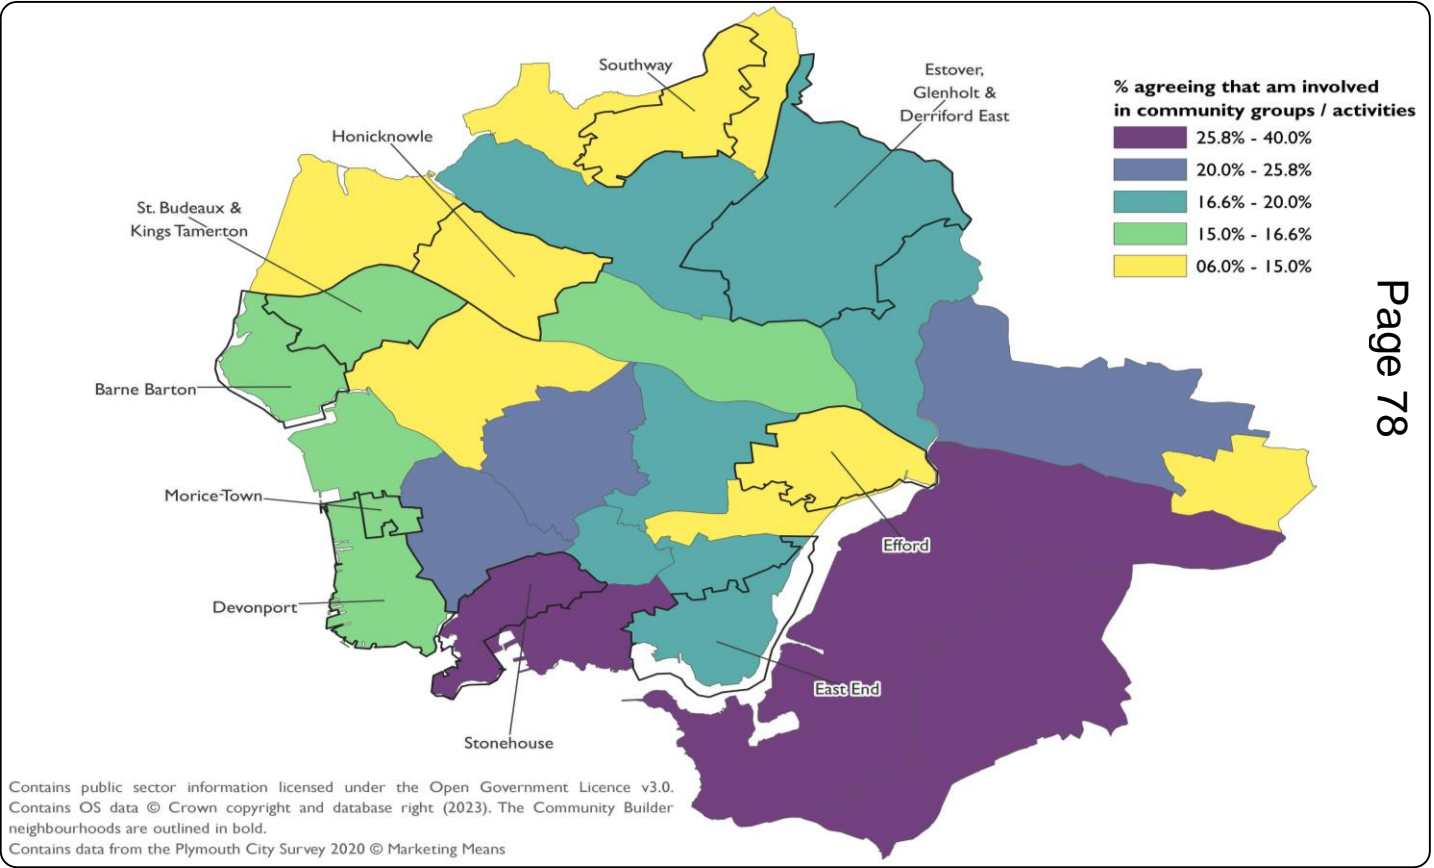 Southway
Estover,
Glenholt &
Derriford East
Honicknowle
St. Budeaux &
Kings Tamerton
Barne Barton
Morice-Town
Devonport
Stonehouse
Efford
East End
% agreeing that am involved
in community groups / activities
25.8% - 40.0%
20.0% - 25.8%
16.6% - 20.0%
15.0% - 16.6%
06.0% - 15.0%
Page 78
Contains public sector information licensed under the Open Government Licence v3.0.
Contains OS data © Crown copyright and database right (2023). The Community Builder
neighbourhoods are outlined in bold.
Contains data from the Plymouth City Survey 2020 © Marketing Means